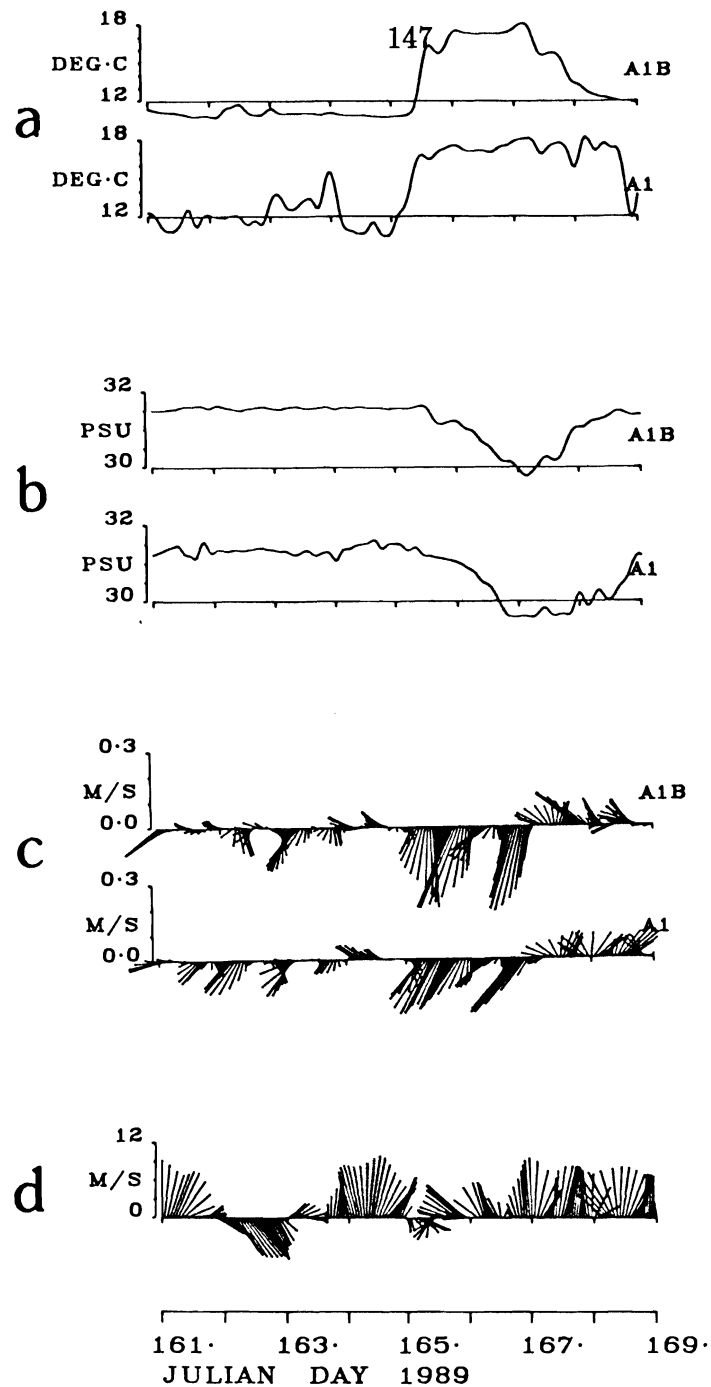 147
18
DEG·C
12
A1B
a
18
DEG·C
12
A1
32
PSU
30
A1B
b
32
PSU
30
A1
0·3
M/S
0·0
A1B
c
0·3
M/S
0·0
A1
12
M/S
0
d
161· 163· 165· 167· 169·
JULIAN DAY 1989